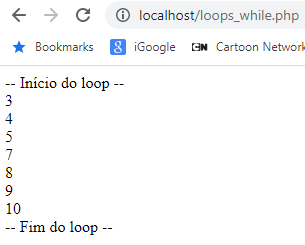 localhost/loops_while.php
Bookmarks iGoogle Cartoon Network
-- Início do loop --
3
4
5
7
8
9
10
-- Fim do loop --